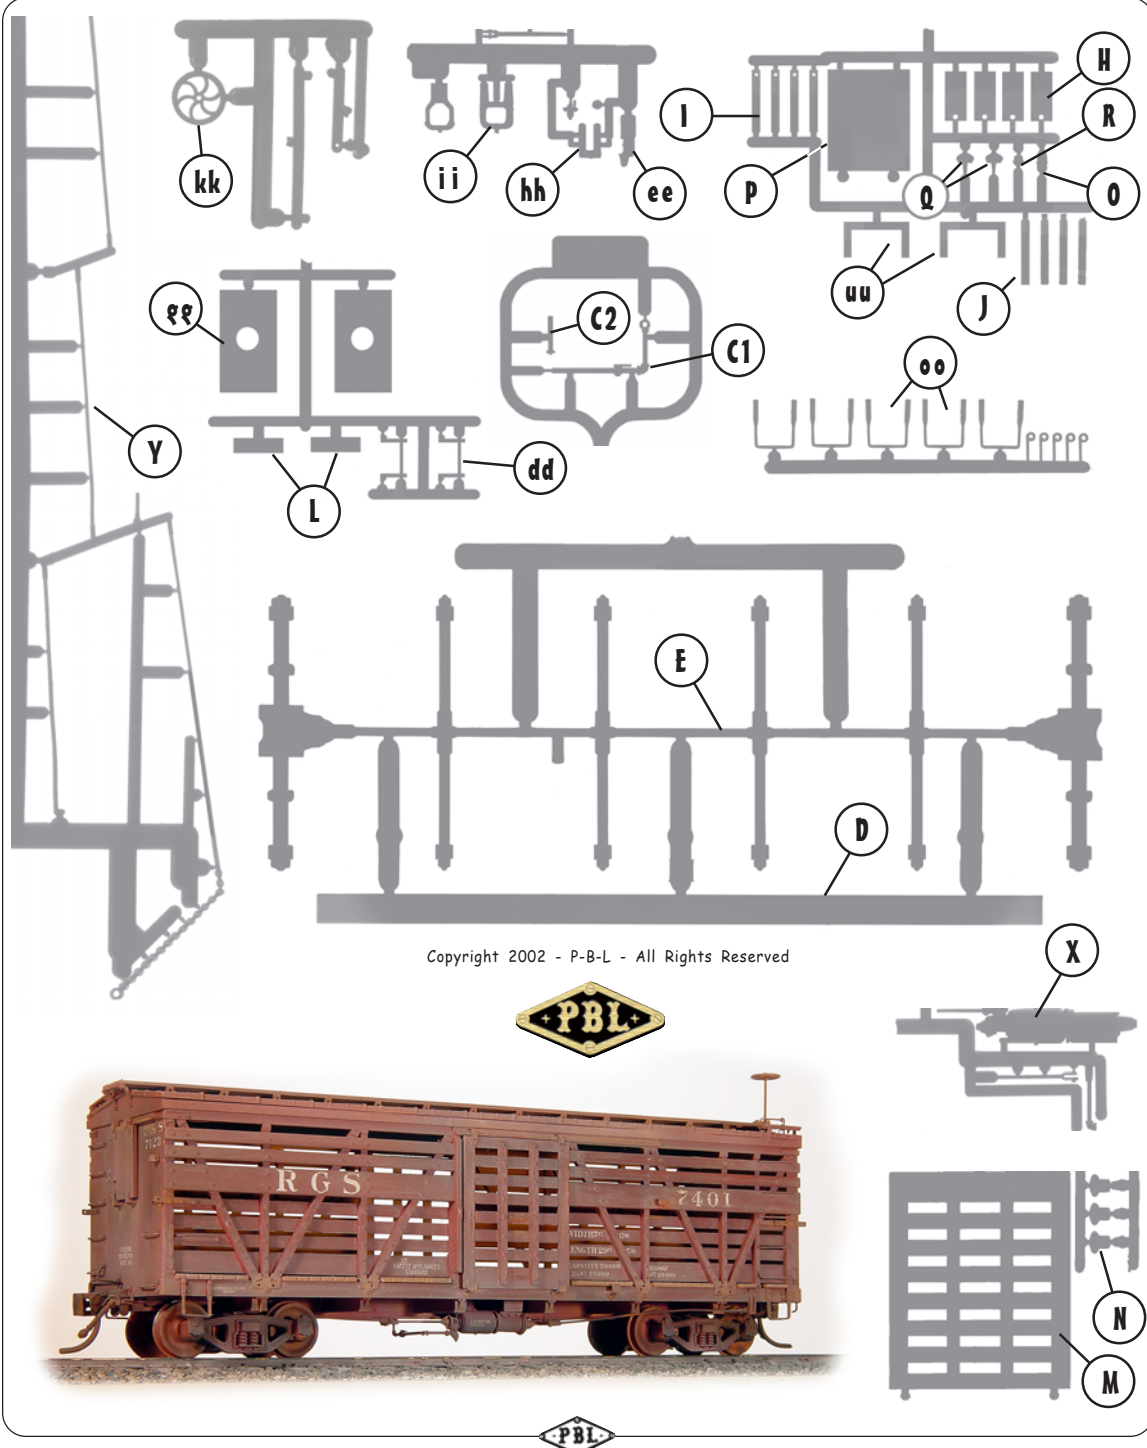 H
I
R
kk
ii
hh
ee
P
Q
O
uu
J
gg
C2
C1
oo
Y
L
dd
E
D
Copyright 2002 - P-B-L - All Rights Reserved
X
PBL
RGS
7401
N
M
PBL